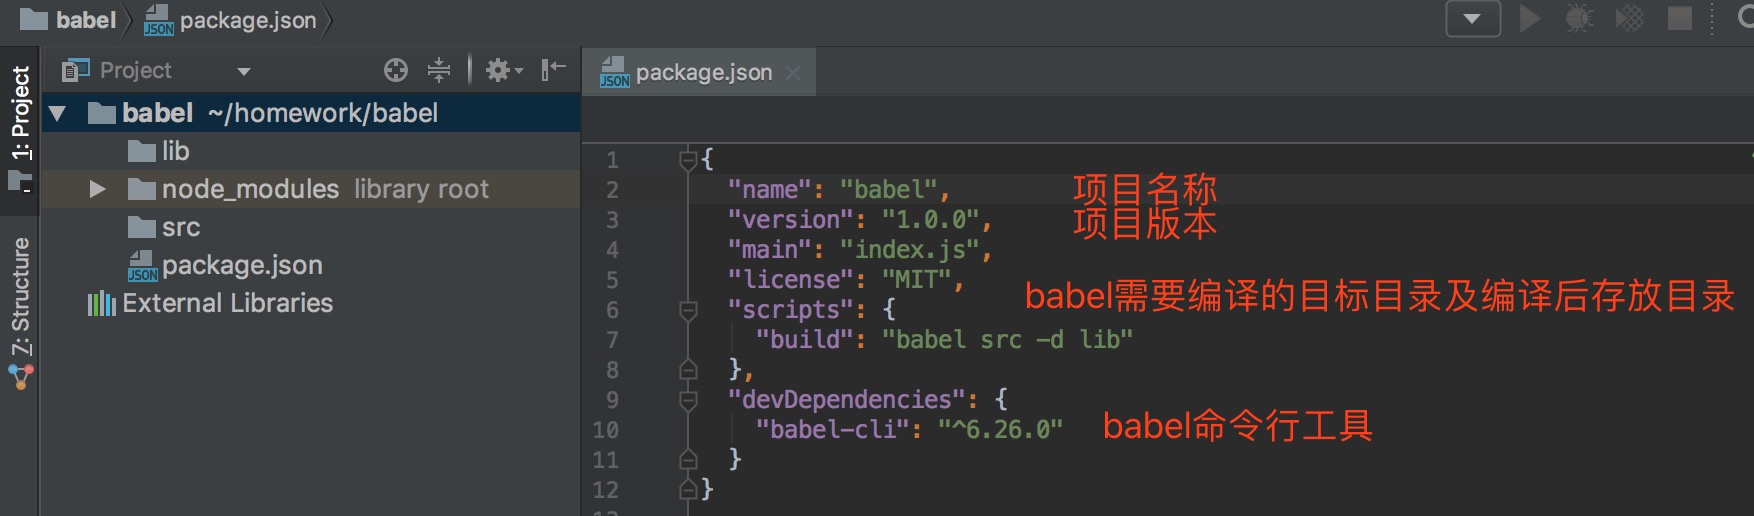 babel package.json
1: Project
7: Structure
Project
babel ~/homework/babel
lib
node_modules library root
src
package.json
External Libraries
package.json
1 {
2 "name": "babel", 项目名称
3 "version": "1.0.0", 项目版本
4 "main": "index.js",
5 "license": "MIT",
babel需要编译的目标目录及编译后存放目录
6 "scripts": {
7 "build": "babel src -d lib"
8 },
9 "devDependencies": {
10 "babel-cli": "^6.26.0" babel命令行工具
11 }
12 }